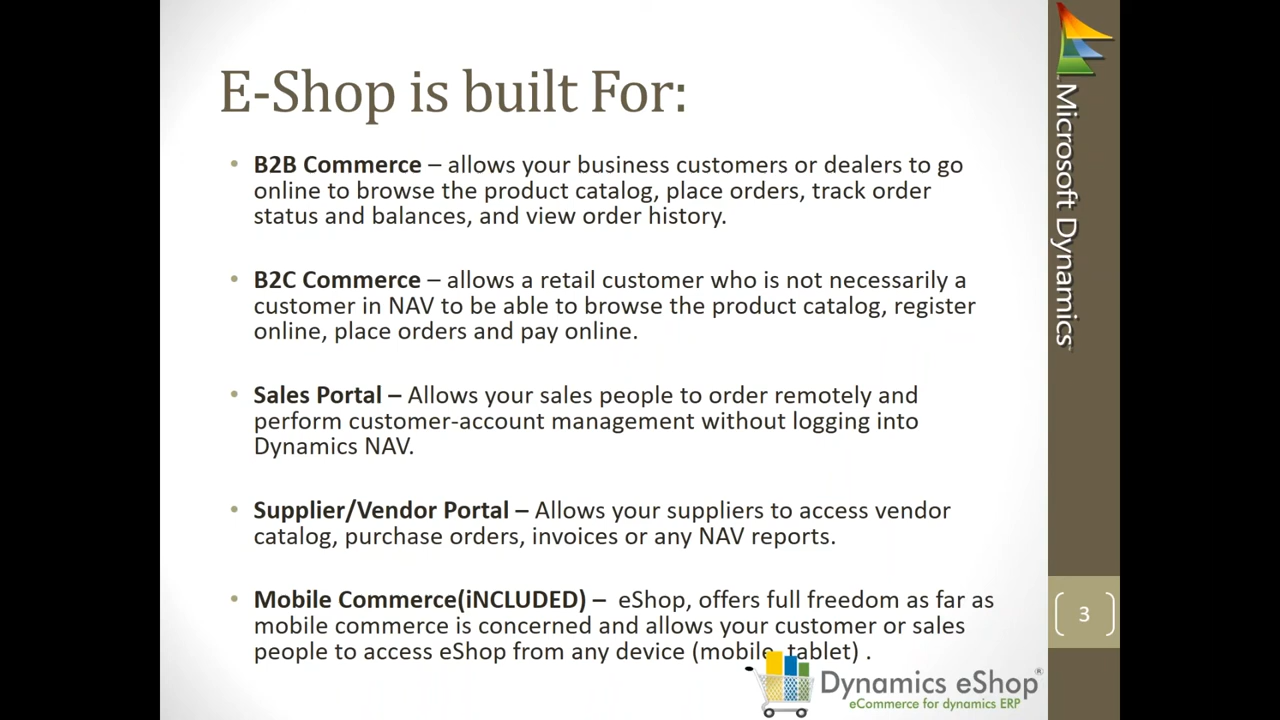 E-Shop is built For:
• B2B Commerce – allows your business customers or dealers to go
online to browse the product catalog, place orders, track order
status and balances, and view order history.
• B2C Commerce – allows a retail customer who is not necessarily a
customer in NAV to be able to browse the product catalog, register
online, place orders and pay online.
• Sales Portal – Allows your sales people to order remotely and
perform customer-account management without logging into
Dynamics NAV.
• Supplier/Vendor Portal – Allows your suppliers to access vendor
catalog, purchase orders, invoices or any NAV reports.
• Mobile Commerce(iNCLUDED) – eShop, offers full freedom as far as
mobile commerce is concerned and allows your customer or sales
people to access eShop from any device (mobile, tablet) .
Microsoft Dynamics
3
Dynamics eShop®
eCommerce for dynamics ERP